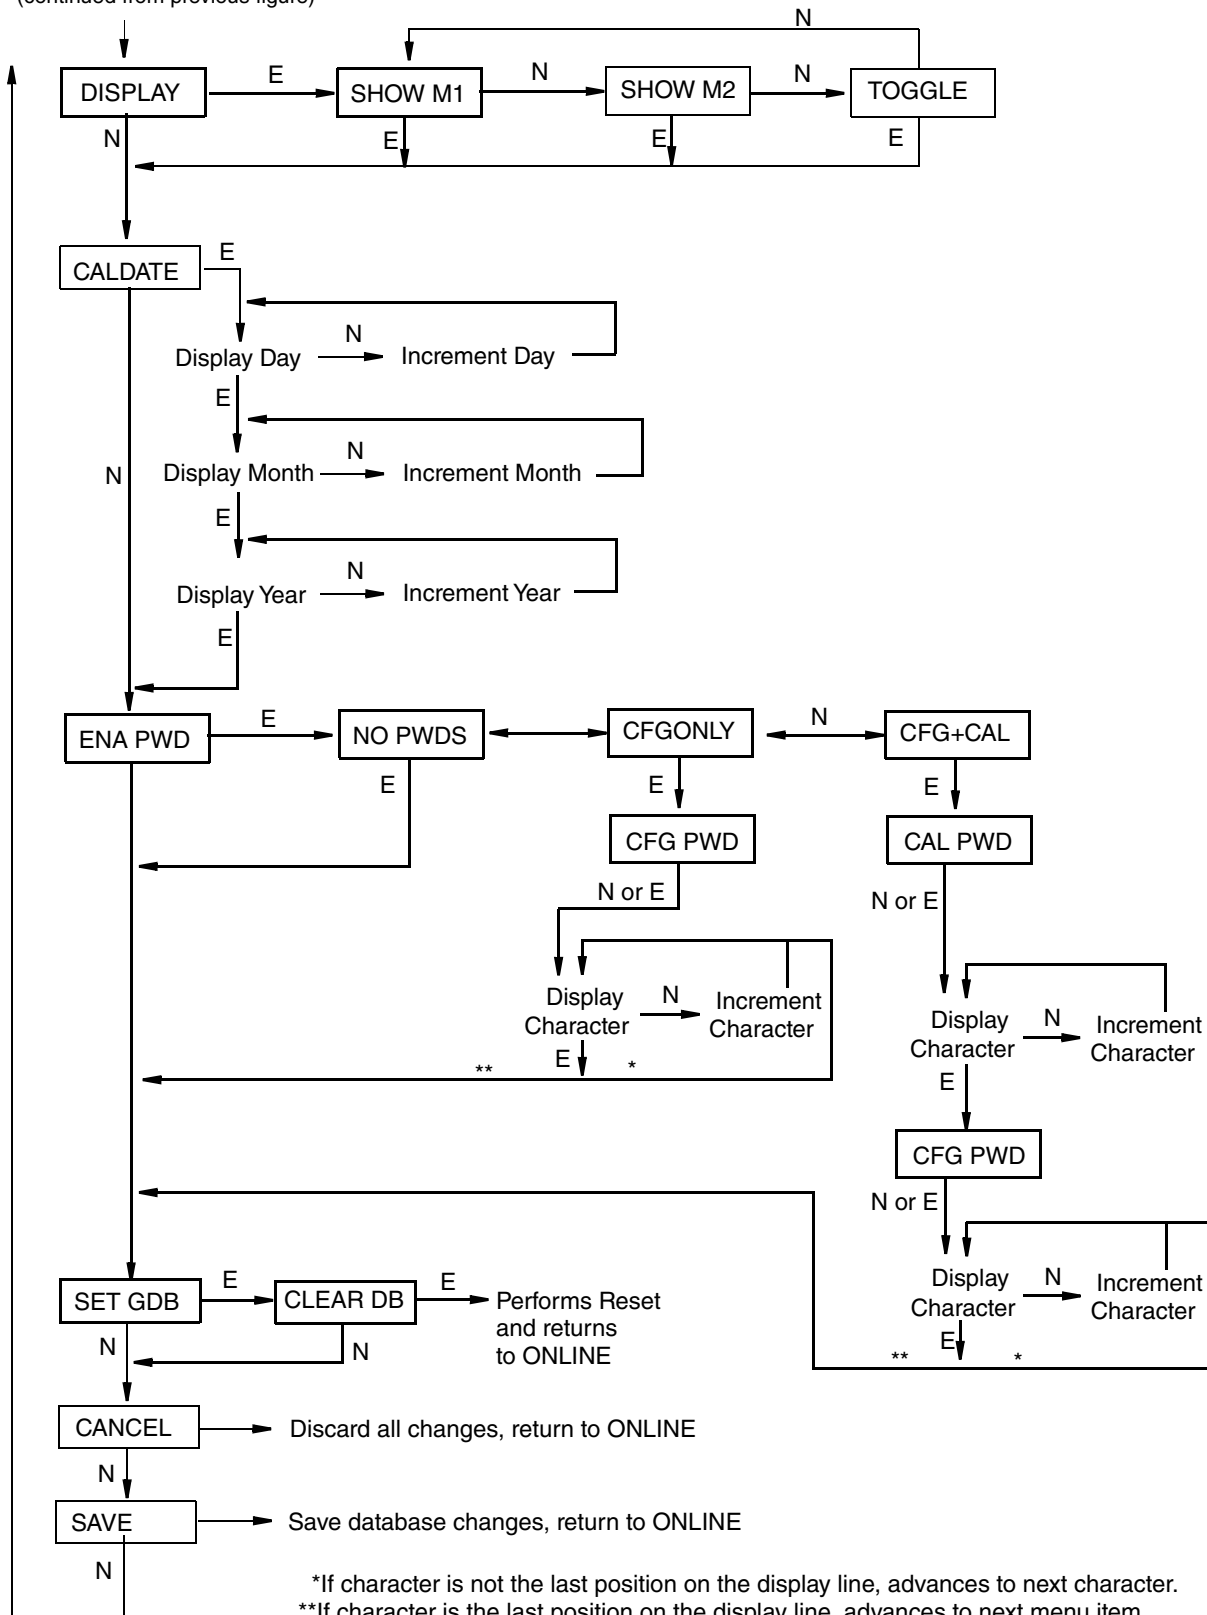 (continued from previous figure)
N
DISPLAY
E
SHOW M1
N
SHOW M2
N
TOGGLE
N
E
E
E
CALDATE
E
Display Day
N
Increment Day
E
N
Display Month
N
Increment Month
E
Display Year
N
Increment Year
E
ENA PWD
E
NO PWDS
CFGONLY
N
CFG+CAL
E
E
E
CFG PWD
CAL PWD
N or E
N or E
Display
Character
N
Increment
Character
E
**
*
Display
Character
N
Increment
Character
E
CFG PWD
N or E
Display
Character
N
Increment
Character
E
**
*
SET GDB
E
CLEAR DB
E
Performs Reset
and returns
to ONLINE
N
N
CANCEL
Discard all changes, return to ONLINE
N
SAVE
Save database changes, return to ONLINE
N
*If character is not the last position on the display line, advances to next character.
**If character is the last position on the display line, advances to next menu item